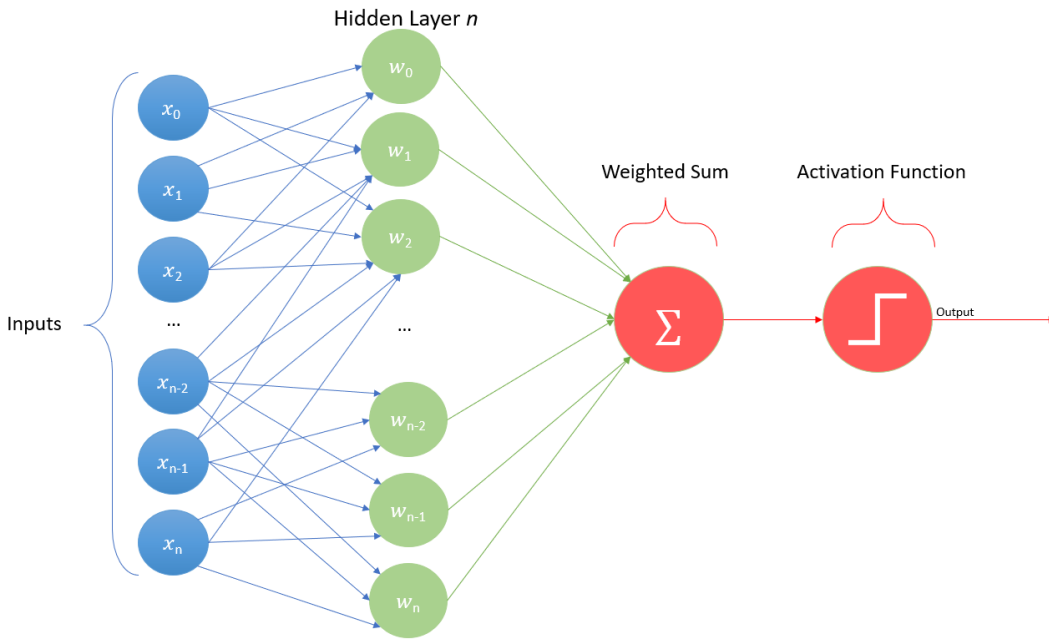 Hidden Layer n
Inputs
x₀
x₁
x₂
...
xₙ₋₂
xₙ₋₁
xₙ
w₀
w₁
w₂
...
wₙ₋₂
wₙ₋₁
wₙ
Weighted Sum
Σ
Activation Function
Output